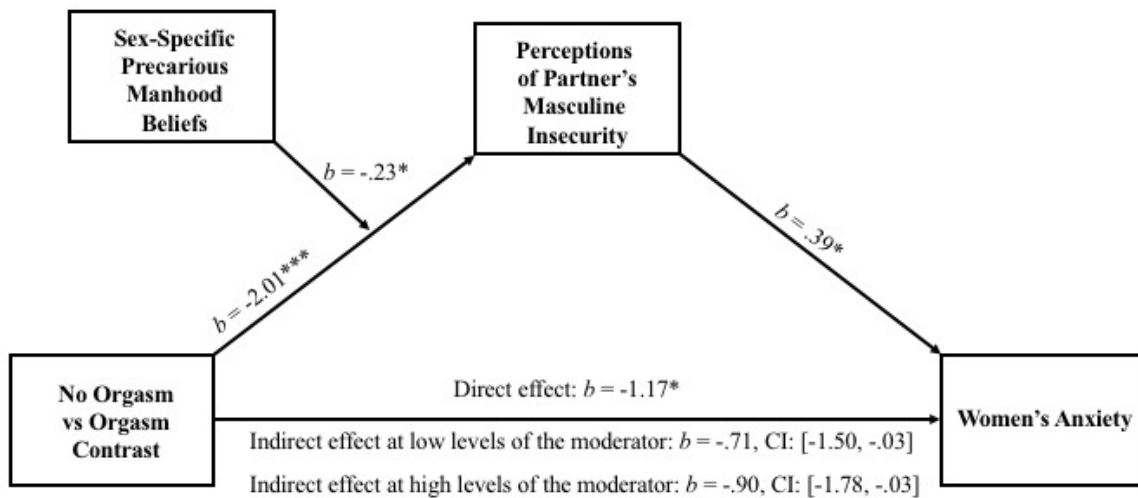 Sex-Specific
Precarious
Manhood
Beliefs
Perceptions
of Partner's
Masculine
Insecurity
b = -.23*
b = -2.01***
b = .39*
No Orgasm
vs Orgasm
Contrast
Direct effect: b = -1.17*
Women's Anxiety
Indirect effect at low levels of the moderator: b = -.71, CI: [-1.50, -.03]
Indirect effect at high levels of the moderator: b = -.90, CI: [-1.78, -.03]